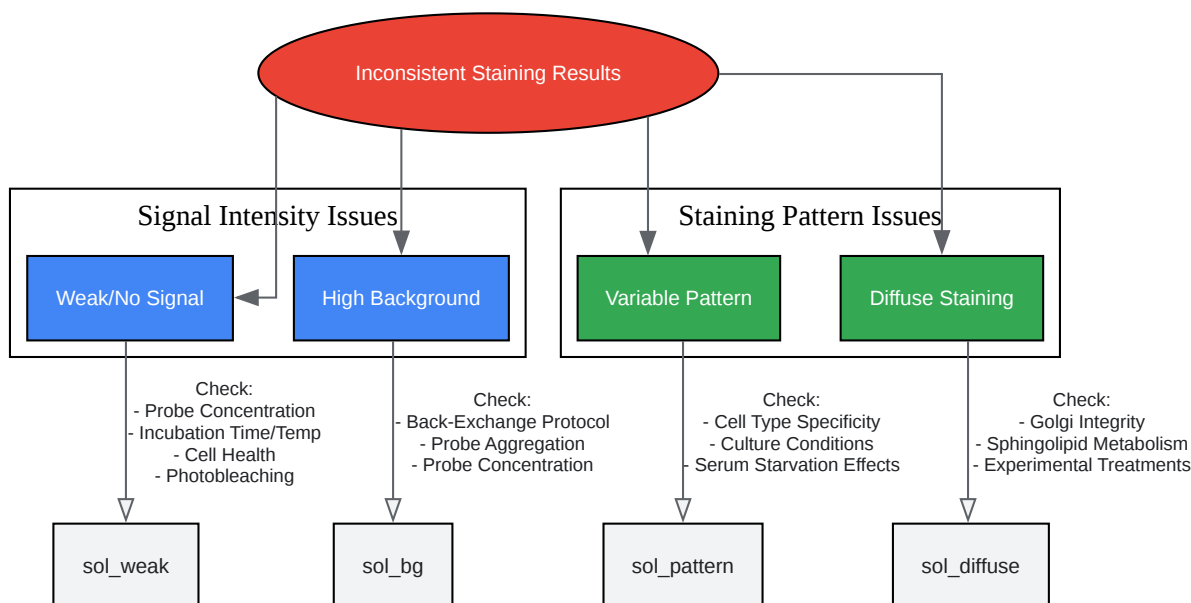 Inconsistent Staining Results
Signal Intensity Issues
Staining Pattern Issues
Weak/No Signal
High Background
Variable Pattern
Diffuse Staining
Check:
- Probe Concentration
- Incubation Time/Temp
- Cell Health
- Photobleaching
Check:
- Back-Exchange Protocol
- Probe Aggregation
- Probe Concentration
Check:
- Cell Type Specificity
- Culture Conditions
- Serum Starvation Effects
Check:
- Golgi Integrity
- Sphingolipid Metabolism
- Experimental Treatments
sol_weak
sol_bg
sol_pattern
sol_diffuse